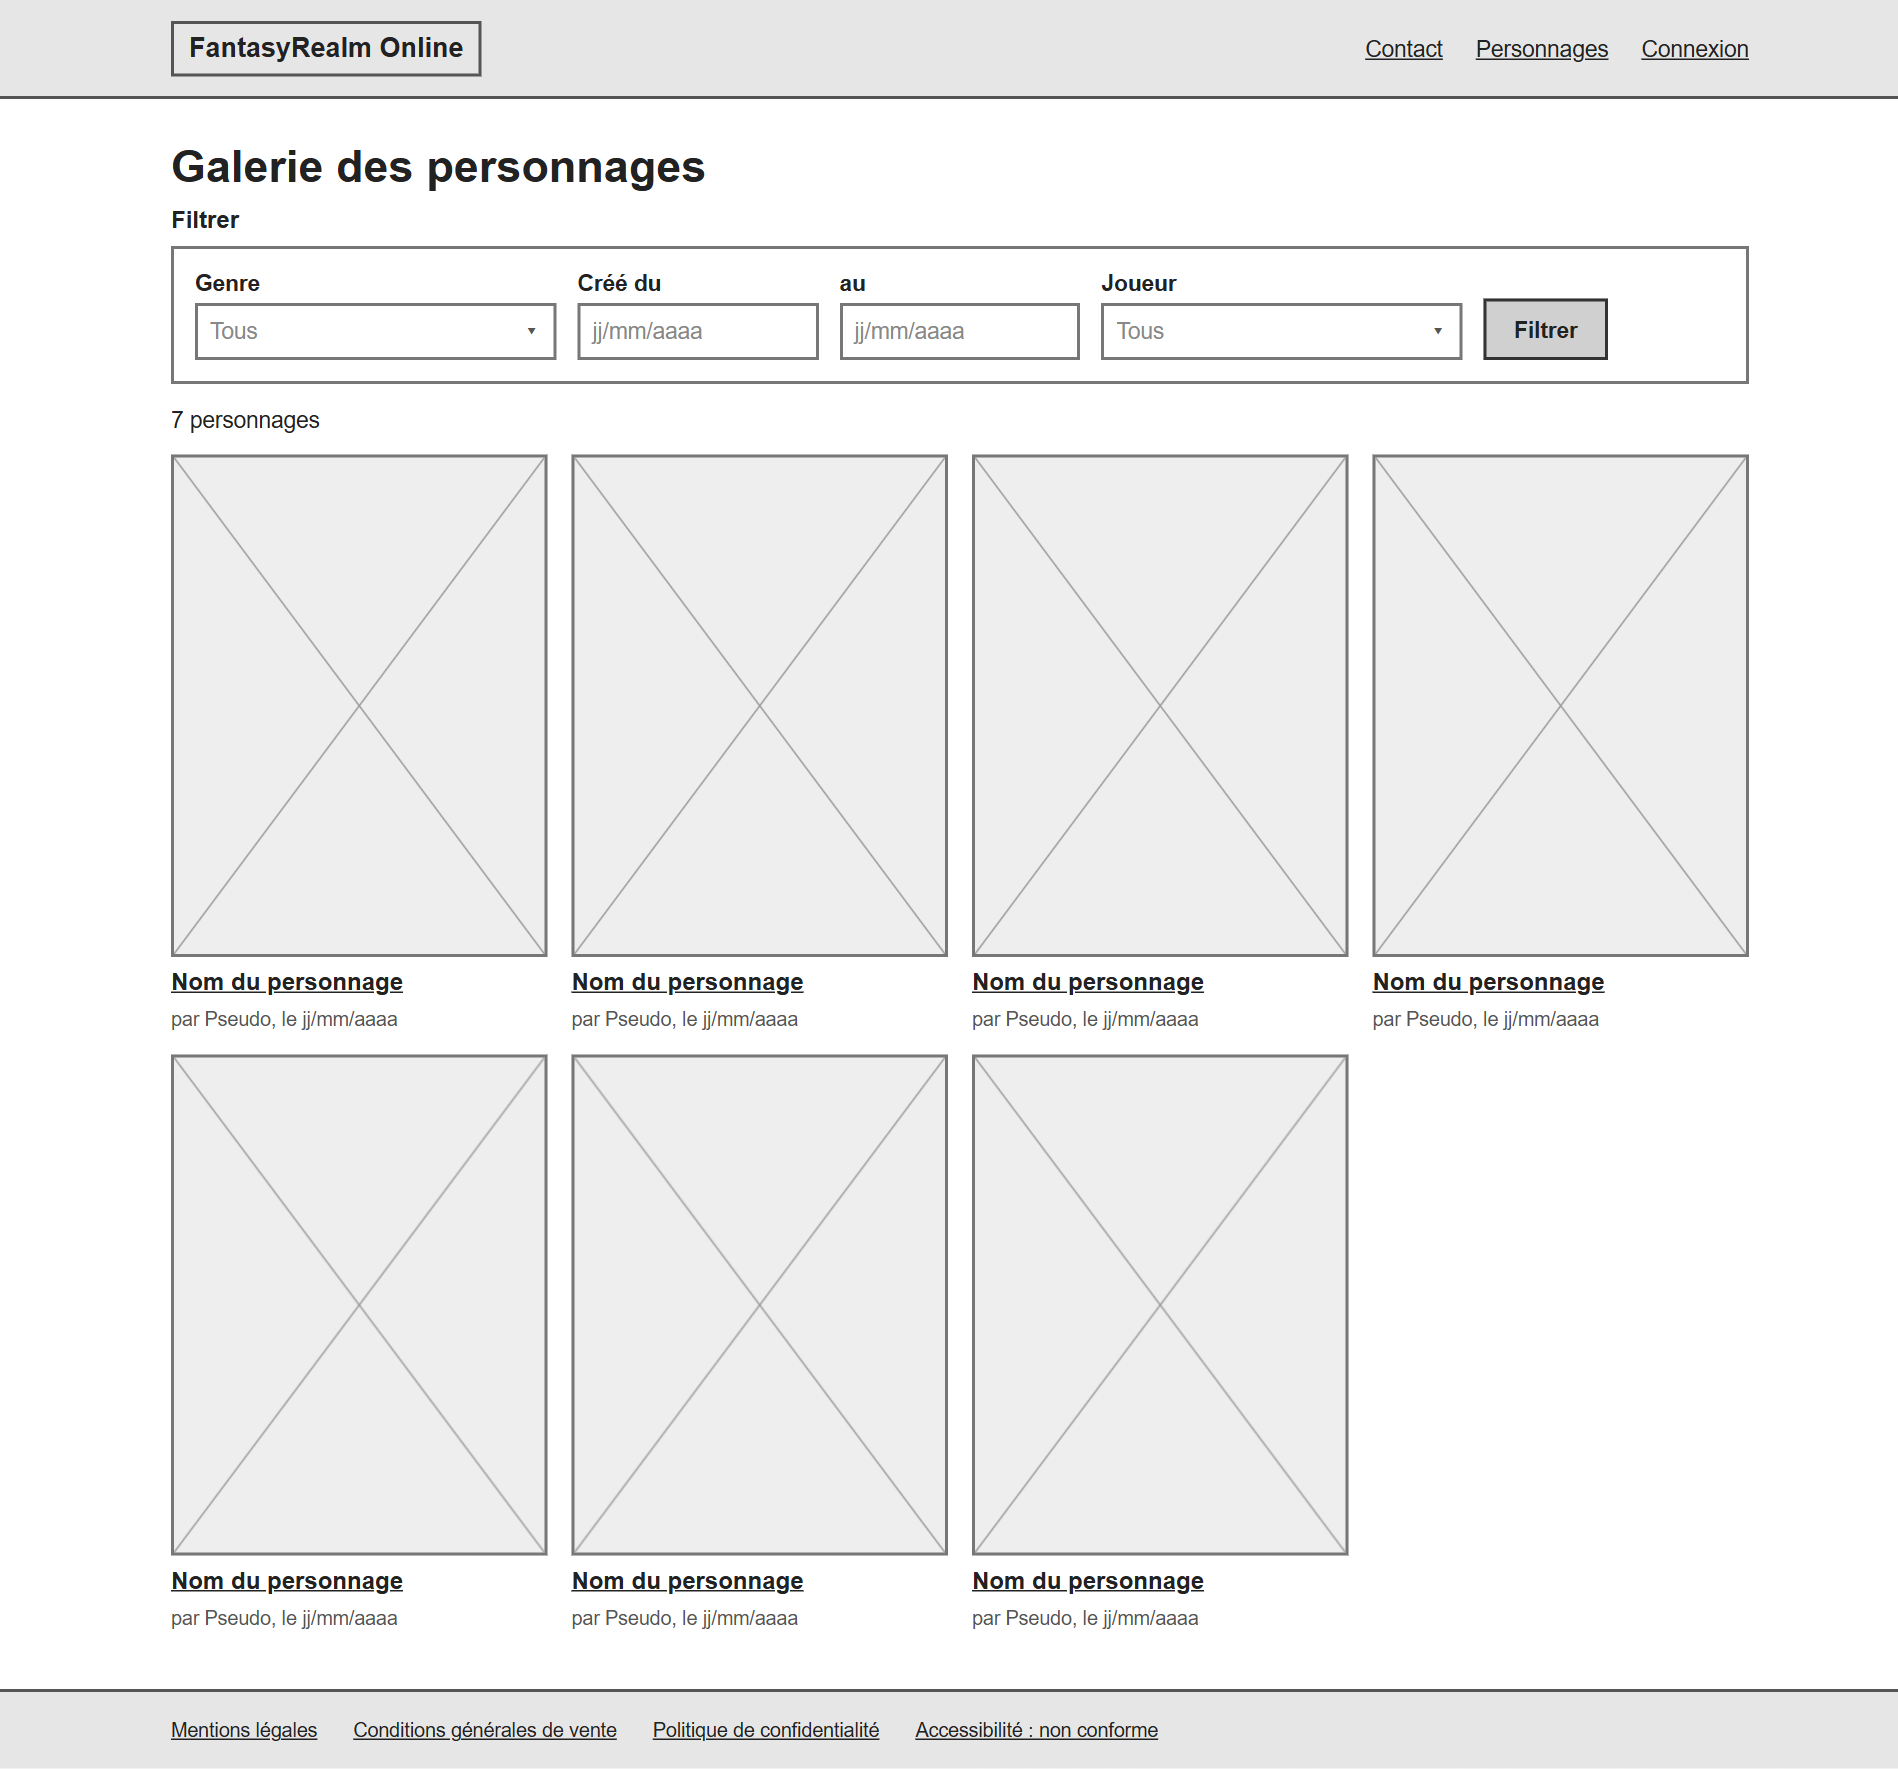 FantasyRealm Online
Contact Personnages Connexion
Galerie des personnages
Filtrer
Genre Créé du au Joueur
Tous jj/mm/aaaa jj/mm/aaaa Tous Filtrer
7 personnages
Nom du personnage Nom du personnage Nom du personnage Nom du personnage
par Pseudo, le jj/mm/aaaa par Pseudo, le jj/mm/aaaa par Pseudo, le jj/mm/aaaa par Pseudo, le jj/mm/aaaa
Nom du personnage Nom du personnage Nom du personnage
par Pseudo, le jj/mm/aaaa par Pseudo, le jj/mm/aaaa par Pseudo, le jj/mm/aaaa
Mentions légales Conditions générales de vente Politique de confidentialité Accessibilité : non conforme